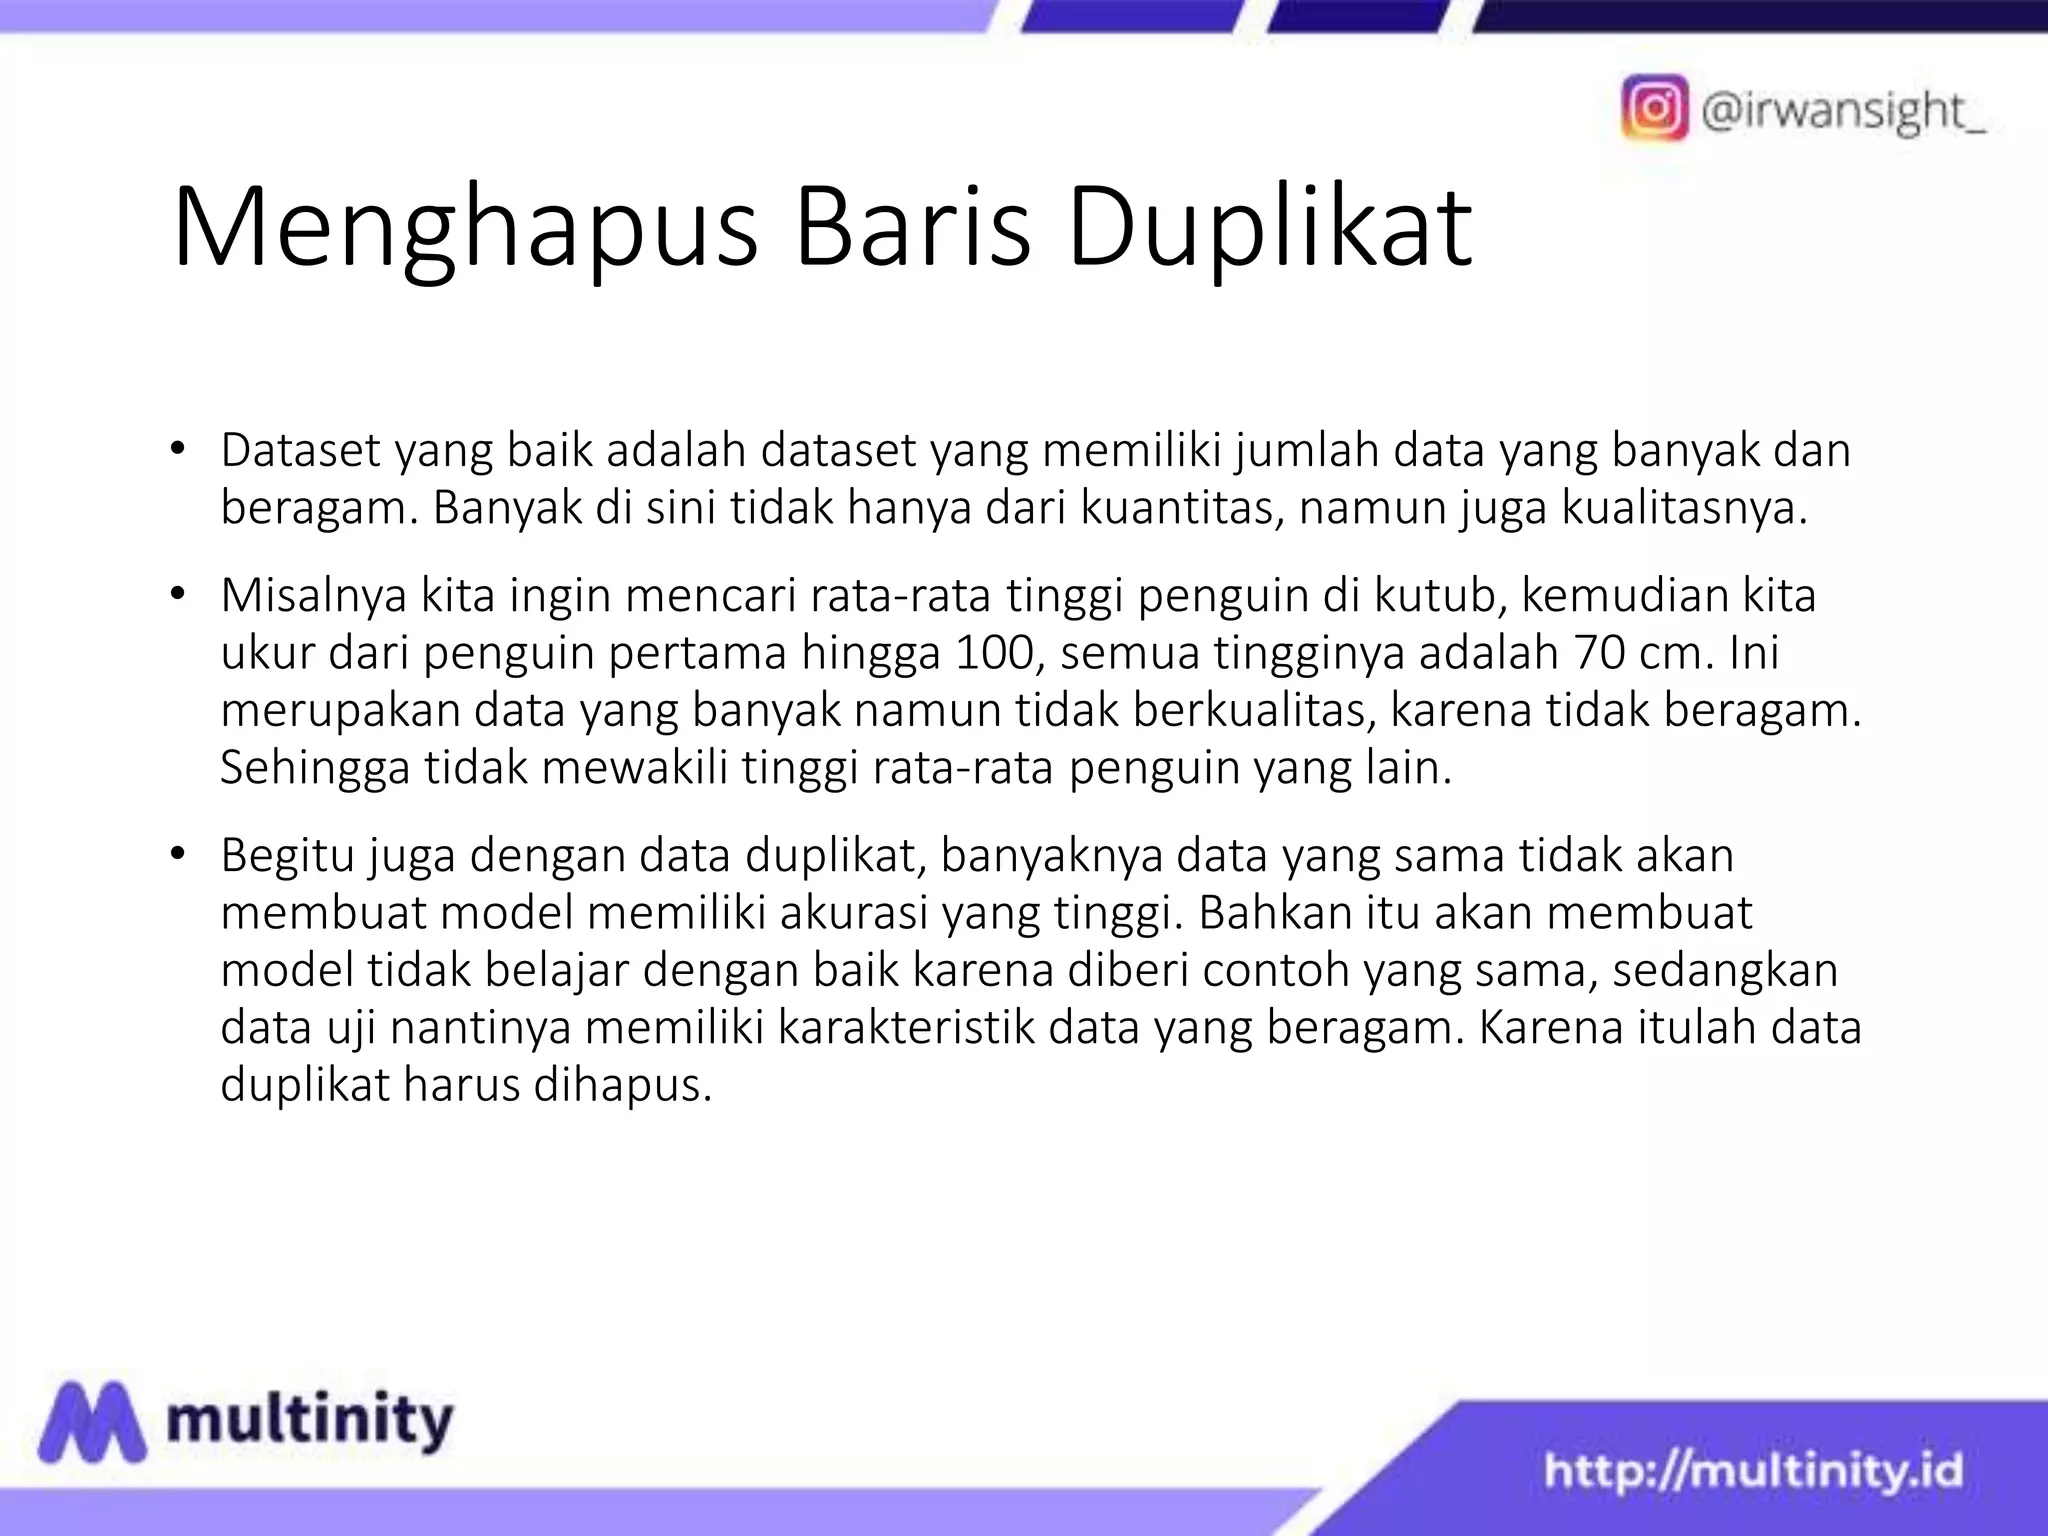 @irwansight_
Menghapus Baris Duplikat
• Dataset yang baik adalah dataset yang memiliki jumlah data yang banyak dan
beragam. Banyak di sini tidak hanya dari kuantitas, namun juga kualitasnya.
• Misalnya kita ingin mencari rata-rata tinggi penguin di kutub, kemudian kita
ukur dari penguin pertama hingga 100, semua tingginya adalah 70 cm. Ini
merupakan data yang banyak namun tidak berkualitas, karena tidak beragam.
Sehingga tidak mewakili tinggi rata-rata penguin yang lain.
• Begitu juga dengan data duplikat, banyaknya data yang sama tidak akan
membuat model memiliki akurasi yang tinggi. Bahkan itu akan membuat
model tidak belajar dengan baik karena diberi contoh yang sama, sedangkan
data uji nantinya memiliki karakteristik data yang beragam. Karena itulah data
duplikat harus dihapus.
multinity
http://multinity.id